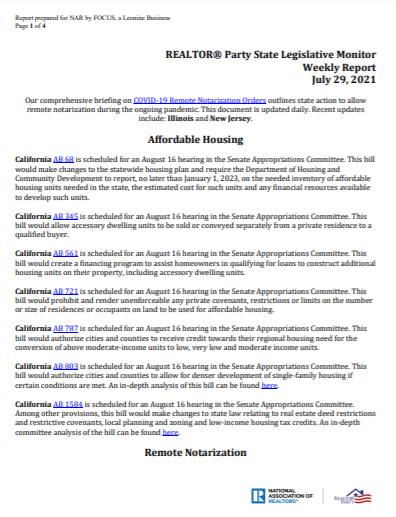 Report prepared for NAR by FOCUS, a Leonine Business
Page 1 of 4
REALTOR® Party State Legislative Monitor
Weekly Report
July 29, 2021
Our comprehensive briefing on COVID-19 Remote Notarization Orders outlines state action to allow
remote notarization during the ongoing pandemic. This document is updated daily. Recent updates
include: Illinois and New Jersey.
Affordable Housing
California AB 68 is scheduled for an August 16 hearing in the Senate Appropriations Committee. This bill
would make changes to the statewide housing plan and require the Department of Housing and
Community Development to report, no later than January 1, 2023, on the needed inventory of affordable
housing units needed in the state, the estimated cost for such units and any financial resources available
to develop such units.
California AB 345 is scheduled for an August 16 hearing in the Senate Appropriations Committee. This
bill would allow accessory dwelling units to be sold or conveyed separately from a private residence to a
qualified buyer.
California AB 561 is scheduled for an August 16 hearing in the Senate Appropriations Committee. This
bill would create a financing program to assist homeowners in qualifying for loans to construct additional
housing units on their property, including accessory dwelling units.
California AB 721 is scheduled for an August 16 hearing in the Senate Appropriations Committee. This
bill would prohibit and render unenforceable any private covenants, restrictions or limits on the number
or size of residences or occupants on land to be used for affordable housing.
California AB 787 is scheduled for an August 16 hearing in the Senate Appropriations Committee. This
bill would authorize cities and counties to receive credit towards their regional housing need for the
conversion of above moderate-income units to low, very low and moderate income units.
California AB 803 is scheduled for an August 16 hearing in the Senate Appropriations Committee. This
bill would authorize cities and counties to allow for denser development of single-family housing if
certain conditions are met. An in-depth analysis of this bill can be found here.
California AB 1584 is scheduled for an August 16 hearing in the Senate Appropriations Committee.
Among other provisions, this bill would make changes to state law relating to real estate deed restrictions
and restrictive covenants, local planning and zoning and low-income housing tax credits. An in-depth
committee analysis of the bill can be found here.
Remote Notarization
NATIONAL
ASSOCIATION OF
REALTORS®
REALTOR®
PARTY